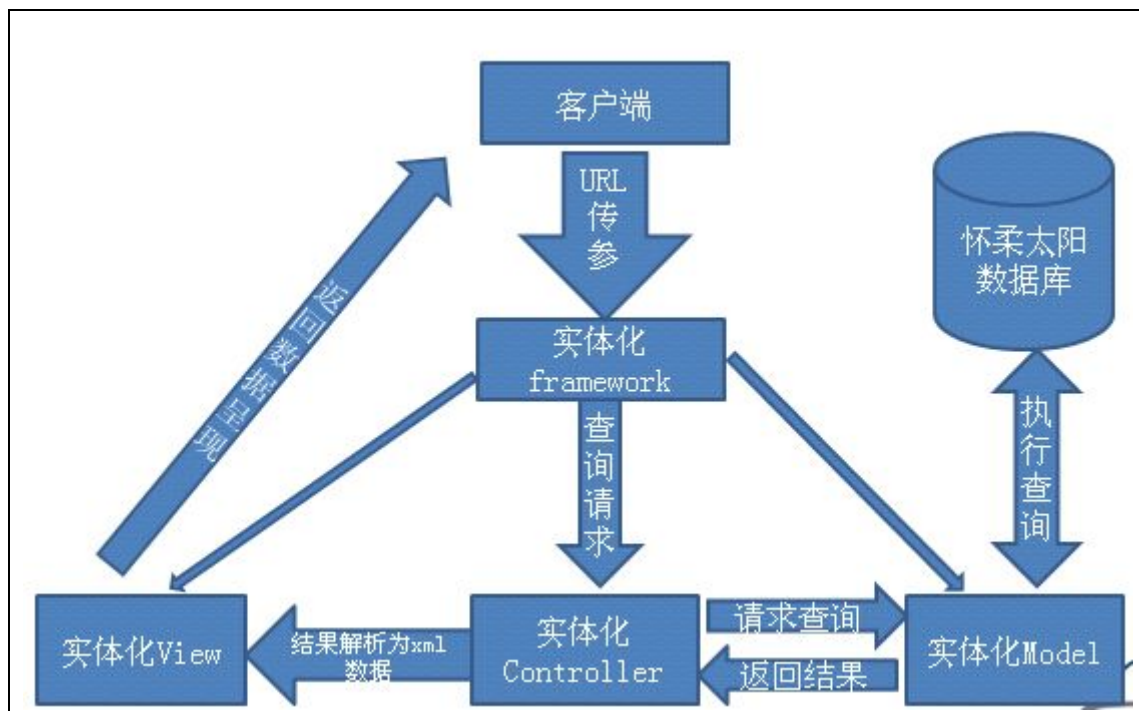 客户端
URL
传
参
怀柔太阳
数据库
返回数据呈现
实体化
framework
查
询
请
求
执
行
查
询
实体化View
结果解析为xml
数据
实体化
Controller
请求查询
返回结果
实体化Model